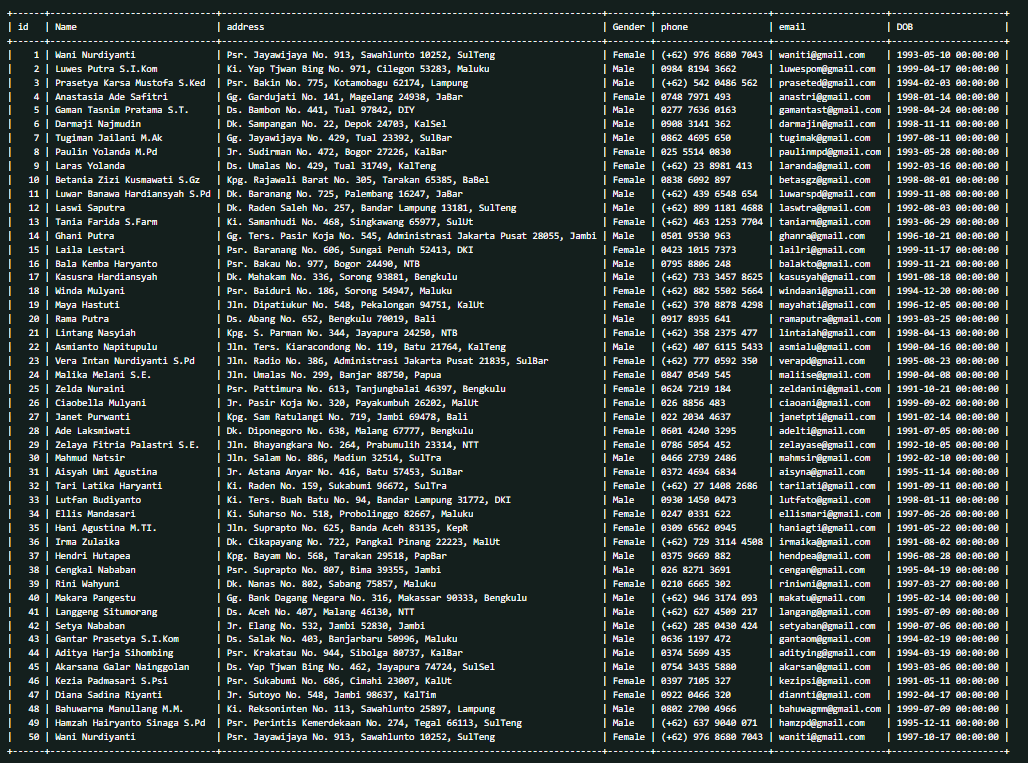 | id | Name | address | Gender | phone | email | DOB |
| 1 | Wani Nurdiyanti | Psr. Jayawijaya No. 913, Sawahlunto 10252, SulTeng | Female | (+62) 976 8680 7043 | waniti@gmail.com | 1993-05-10 00:00:00 |
| 2 | Luwes Putra S.I.Kom | Ki. Yap Tjwan Bing No. 971, Cilegon 53283, Maluku | Male | 0984 8194 3662 | luwespom@gmail.com | 1999-04-17 00:00:00 |
| 3 | Prasetya Karsa Mustofa S.Ked | Psr. Bakin No. 775, Kotamobagu 62174, Lampung | Male | (+62) 542 0486 562 | praseted@gmail.com | 1994-02-03 00:00:00 |
| 4 | Anastasia Ade Safitri | Gg. Gardujati No. 141, Magelang 24938, JaBar | Female | 0748 7971 493 | anastri@gmail.com | 1998-01-14 00:00:00 |
| 5 | Gaman Tasnim Pratama S.T. | Ds. Bambon No. 441, Tual 97842, DIY | Male | 0277 7636 0163 | gamantast@gmail.com | 1998-04-24 00:00:00 |
| 6 | Darmaji Najmudin | Dk. Sampangan No. 22, Depok 24703, KalSel | Male | 0908 3141 362 | darmajin@gmail.com | 1998-11-11 00:00:00 |
| 7 | Tugiman Jailani M.Ak | Gg. Jayawijaya No. 429, Tual 23392, SulBar | Male | 0862 4695 650 | tugimak@gmail.com | 1997-08-11 00:00:00 |
| 8 | Paulin Yolanda M.Pd | Jr. Sudirman No. 472, Bogor 27226, KalBar | Female | 025 5514 0830 | paulinmpd@gmail.com | 1993-05-28 00:00:00 |
| 9 | Laras Yolanda | Ds. Umalas No. 429, Tual 31749, KalTeng | Female | (+62) 23 8981 413 | laranda@gmail.com | 1992-03-16 00:00:00 |
| 10 | Betania Zizi Kusmawati S.Gz | Kpg. Rajawali Barat No. 305, Tarakan 65385, BaBel | Female | 0838 6092 897 | betasgz@gmail.com | 1998-08-01 00:00:00 |
| 11 | Luwar Banawa Hardiansyah S.Pd | Dk. Baranang No. 725, Palembang 16247, JaBar | Male | (+62) 439 6548 654 | luwarspd@gmail.com | 1999-11-08 00:00:00 |
| 12 | Laswi Saputra | Dk. Raden Saleh No. 257, Bandar Lampung 13181, SulTeng | Male | (+62) 899 1181 4688 | laswtra@gmail.com | 1992-08-03 00:00:00 |
| 13 | Tania Farida S.Farm | Ki. Samanhudi No. 468, Singkawang 65977, SulUt | Female | (+62) 463 1253 7704 | taniarm@gmail.com | 1993-06-29 00:00:00 |
| 14 | Ghani Putra | Gg. Ters. Pasir Koja No. 545, Administrasi Jakarta Pusat 28055, Jambi | Male | 0501 9530 963 | ghanra@gmail.com | 1996-10-21 00:00:00 |
| 15 | Laila Lestari | Psr. Baranang No. 606, Sungai Penuh 52413, DKI | Female | 0423 1015 7373 | lailri@gmail.com | 1999-11-17 00:00:00 |
| 16 | Bala Kemba Haryanto | Psr. Bakau No. 977, Bogor 24490, NTB | Male | 0795 8806 248 | balakto@gmail.com | 1999-11-21 00:00:00 |
| 17 | Kasusra Hardiansyah | Dk. Mahakam No. 336, Sorong 93881, Bengkulu | Male | (+62) 733 3457 8625 | kasusyah@gmail.com | 1991-08-18 00:00:00 |
| 18 | Winda Mulyani | Psr. Baiduri No. 186, Sorong 54947, Maluku | Female | (+62) 882 5502 5664 | windaani@gmail.com | 1994-12-20 00:00:00 |
| 19 | Maya Hastuti | Jln. Dipatiukur No. 548, Pekalongan 94751, KalUt | Female | (+62) 370 8878 4298 | mayahati@gmail.com | 1996-12-05 00:00:00 |
| 20 | Rama Putra | Ds. Abang No. 652, Bengkulu 70019, Bali | Male | 0917 8935 641 | ramaputra@gmail.com | 1993-03-25 00:00:00 |
| 21 | Lintang Nasyiah | Kpg. S. Parman No. 344, Jayapura 24250, NTB | Female | (+62) 358 2375 477 | lintaiah@gmail.com | 1998-04-13 00:00:00 |
| 22 | Asmianto Napitupulu | Jln. Ters. Kiaracondong No. 119, Batu 21764, KalTeng | Male | (+62) 407 6115 5433 | asmialu@gmail.com | 1990-04-16 00:00:00 |
| 23 | Vera Intan Nurdiyanti S.Pd | Jln. Radio No. 386, Administrasi Jakarta Pusat 21835, SulBar | Female | (+62) 777 0592 350 | verapd@gmail.com | 1995-08-23 00:00:00 |
| 24 | Malika Melani S.E. | Jln. Umalas No. 299, Banjar 88750, Papua | Female | 0847 0549 545 | maliise@gmail.com | 1990-04-08 00:00:00 |
| 25 | Zelda Nuraini | Psr. Pattimura No. 613, Tanjungbalai 46397, Bengkulu | Female | 0624 7219 184 | zeldanini@gmail.com | 1991-10-21 00:00:00 |
| 26 | Ciaobella Mulyani | Jr. Pasir Koja No. 320, Payakumbuh 26202, MalUt | Female | 026 8856 483 | ciaoani@gmail.com | 1999-09-02 00:00:00 |
| 27 | Janet Purwanti | Kpg. Sam Ratulangi No. 719, Jambi 69478, Bali | Female | 022 2034 4637 | janetpti@gmail.com | 1991-02-14 00:00:00 |
| 28 | Ade Laksmiwati | Dk. Diponegoro No. 638, Malang 67777, Bengkulu | Female | 0601 4240 3295 | adelti@gmail.com | 1991-07-05 00:00:00 |
| 29 | Zelaya Fitria Palastri S.E. | Jln. Bhayangkara No. 264, Prabumulih 23314, NTT | Female | 0786 5054 452 | zelayase@gmail.com | 1992-10-05 00:00:00 |
| 30 | Mahmud Natsir | Jln. Salam No. 886, Madiun 32514, SulTra | Male | 0466 2739 2486 | mahmsir@gmail.com | 1992-02-10 00:00:00 |
| 31 | Aisyah Umi Agustina | Jr. Astana Anyar No. 416, Batu 57453, SulBar | Female | 0372 4694 6834 | aisyna@gmail.com | 1995-11-14 00:00:00 |
| 32 | Tari Latika Haryanti | Ki. Raden No. 159, Sukabumi 96672, SulTra | Female | (+62) 27 1408 2686 | tarilati@gmail.com | 1991-09-11 00:00:00 |
| 33 | Lutfan Budiyanto | Ki. Ters. Buah Batu No. 94, Bandar Lampung 31772, DKI | Male | 0930 1450 0473 | lutfato@gmail.com | 1998-01-11 00:00:00 |
| 34 | Ellis Mandasari | Ki. Suharso No. 518, Probolinggo 82667, Maluku | Female | 0247 0331 622 | ellismari@gmail.com | 1997-06-26 00:00:00 |
| 35 | Hani Agustina M.TI. | Jln. Suprapto No. 625, Banda Aceh 83135, KepR | Female | 0309 6562 0945 | haniagti@gmail.com | 1991-05-22 00:00:00 |
| 36 | Irma Zulaika | Dk. Cikapayang No. 722, Pangkal Pinang 22223, MalUt | Female | (+62) 729 3114 4508 | irmaika@gmail.com | 1991-08-02 00:00:00 |
| 37 | Hendri Hutapea | Kpg. Bayam No. 568, Tarakan 29518, PapBar | Male | 0375 9669 882 | hendpea@gmail.com | 1996-08-28 00:00:00 |
| 38 | Cengkal Nababan | Psr. Suprapto No. 807, Bima 39355, Jambi | Male | 026 8271 3691 | cengan@gmail.com | 1995-04-19 00:00:00 |
| 39 | Rini Wahyuni | Dk. Nanas No. 802, Sabang 75857, Maluku | Female | 0210 6665 302 | riniwni@gmail.com | 1997-03-27 00:00:00 |
| 40 | Makara Pangestu | Gg. Bank Dagang Negara No. 316, Makassar 90333, Bengkulu | Male | (+62) 946 3174 093 | makatu@gmail.com | 1995-02-14 00:00:00 |
| 41 | Langgeng Situmorang | Ds. Aceh No. 407, Malang 46130, NTT | Male | (+62) 627 4509 217 | langang@gmail.com | 1995-07-09 00:00:00 |
| 42 | Setya Nababan | Jr. Elang No. 532, Jambi 52830, Jambi | Male | (+62) 285 0430 424 | setyaban@gmail.com | 1990-07-06 00:00:00 |
| 43 | Gantar Prasetya S.I.Kom | Ds. Salak No. 403, Banjarbaru 50996, Maluku | Male | 0636 1197 472 | gantaom@gmail.com | 1994-02-19 00:00:00 |
| 44 | Aditya Harja Sihombing | Psr. Krakatau No. 944, Sibolga 80737, KalBar | Male | 0374 5699 435 | aditying@gmail.com | 1994-03-19 00:00:00 |
| 45 | Akarsana Galar Nainggolan | Ds. Yap Tjwan Bing No. 462, Jayapura 74724, SulSel | Male | 0754 3435 5880 | akarsan@gmail.com | 1993-03-06 00:00:00 |
| 46 | Kezia Padmasari S.Psi | Psr. Sukabumi No. 686, Cimahi 23007, KalUt | Female | 0397 7105 327 | kezipsi@gmail.com | 1991-05-11 00:00:00 |
| 47 | Diana Sadina Riyanti | Jr. Sutoyo No. 548, Jambi 98637, KalTim | Female | 0922 0466 320 | diannti@gmail.com | 1992-04-17 00:00:00 |
| 48 | Bahuwarna Manullang M.M. | Ki. Reksoninten No. 113, Sawahlunto 25897, Lampung | Male | 0802 2700 4966 | bahuwagmm@gmail.com | 1999-07-09 00:00:00 |
| 49 | Hamzah Hairyanto Sinaga S.Pd | Psr. Perintis Kemerdekaan No. 274, Tegal 66113, SulTeng | Male | (+62) 637 9040 071 | hamzpd@gmail.com | 1995-12-11 00:00:00 |
| 50 | Wani Nurdiyanti | Psr. Jayawijaya No. 913, Sawahlunto 10252, SulTeng | Female | (+62) 976 8680 7043 | waniti@gmail.com | 1997-10-17 00:00:00 |